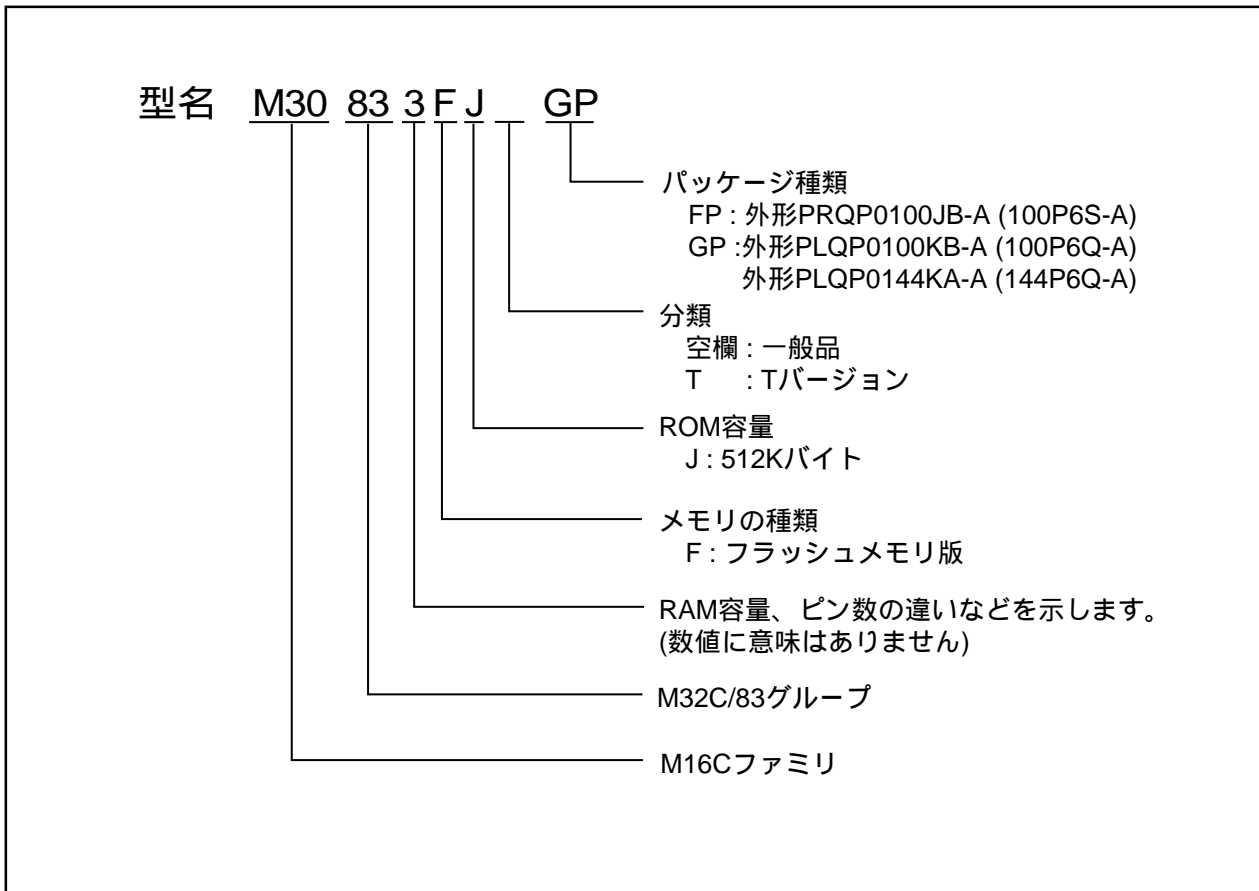 型名 M30 83 3 F J GP
パッケージ種類
FP : 外形PRQP0100JB-A (100P6S-A)
GP :外形PLQP0100KB-A (100P6Q-A)
外形PLQP0144KA-A (144P6Q-A)
分類
空欄 : 一般品
T : Tバージョン
ROM容量
J : 512Kバイト
メモリの種類
F : フラッシュメモリ版
RAM容量、ピン数の違いなどを示します。
(数値に意味はありません)
M32C/83グループ
M16Cファミリ